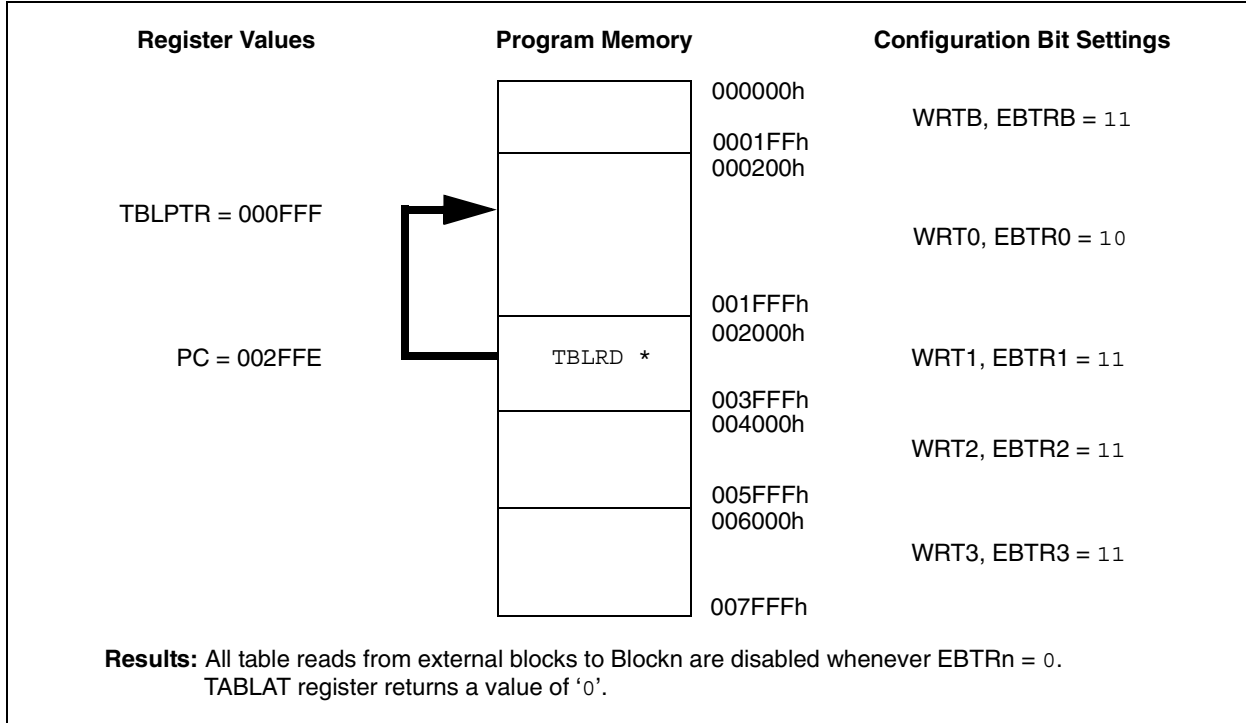 Register Values Program Memory Configuration Bit Settings
000000h
WRTB, EBTRB = 11
0001FFh
000200h
TBLPTR = 000FFF
WRT0, EBTR0 = 10
001FFFh
002000h
PC = 002FFE TBLRD * WRT1, EBTR1 = 11
003FFFh
004000h
WRT2, EBTR2 = 11
005FFFh
006000h
WRT3, EBTR3 = 11
007FFFh
Results: All table reads from external blocks to Blockn are disabled whenever EBTRn = 0.
TABLAT register returns a value of ‘0’.